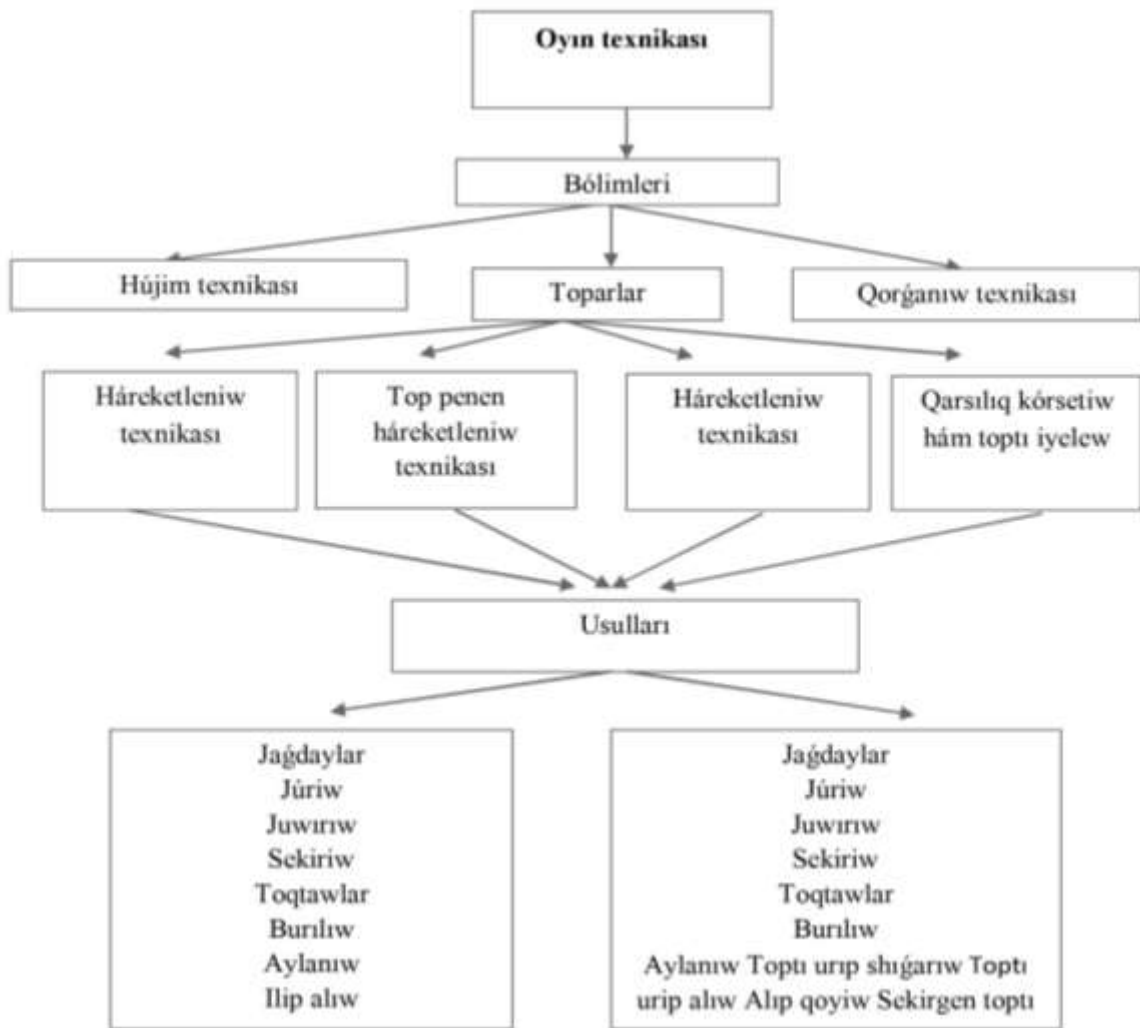 Oyın texnikası
Bólimleri
Hújim texnikası
Toparlar
Qorǵanıw texnikası
Háreketleniw
texnikası
Top penen
háreketleniw
texnikası
Háreketleniw
texnikası
Qarsılıq kórsetiw
hám toptı iyelew
Usulları
Jaǵdaylar
Júriw
Juwırıw
Sekiriw
Toqtawlar
Burılıw
Aylanıw
Ilip alıw
Jaǵdaylar
Júriw
Juwırıw
Sekiriw
Toqtawlar
Burılıw
Aylanıw Toptı urıp shıǵarıw Toptı
urip alıw Alıp qoyiw Sekirgen toptı